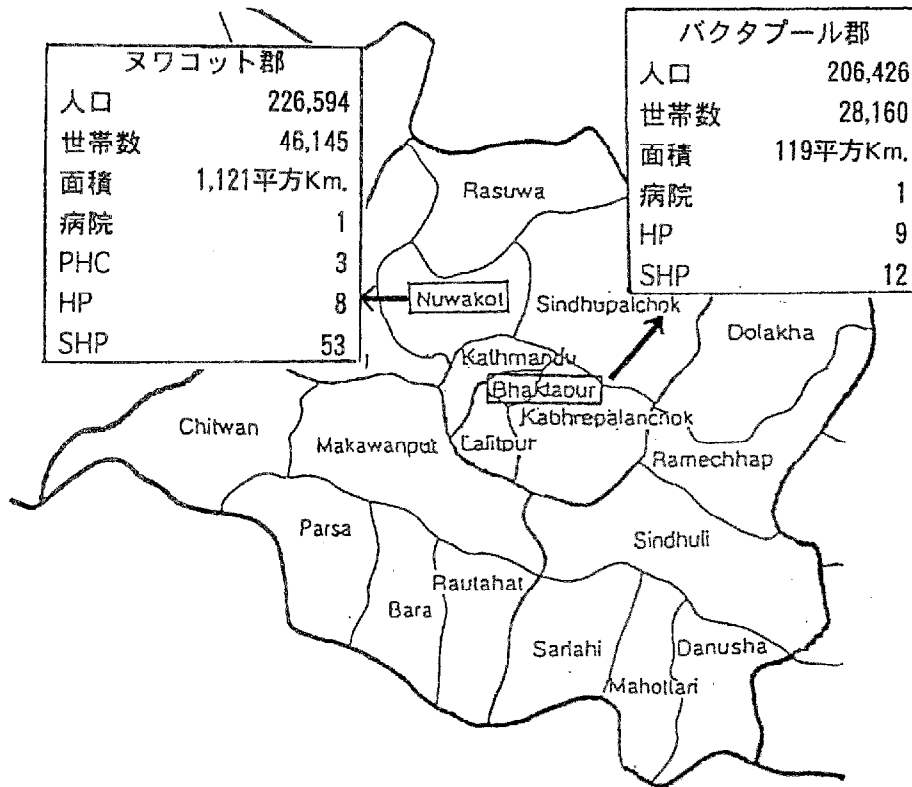 ヌワコット郡
人口 226,594
世帯数 46,145
面積 1,121平方Km.
病院 1
PHC 3
HP 8
SHP 53
バクタプール郡
人口 206,426
世帯数 28,160
面積 119平方Km.
病院 1
HP 9
SHP 12
Rasuwa
Nuwakot
Sindhupalchok
Dolakha
Kathmandu
Bhaktapur
Kabhrepalanchok
Chitwan
Makawanput
Lalitpur
Ramechhap
Parsa
Sindhuli
Rautahat
Bara
Sarlahi
Danusha
Mahottari